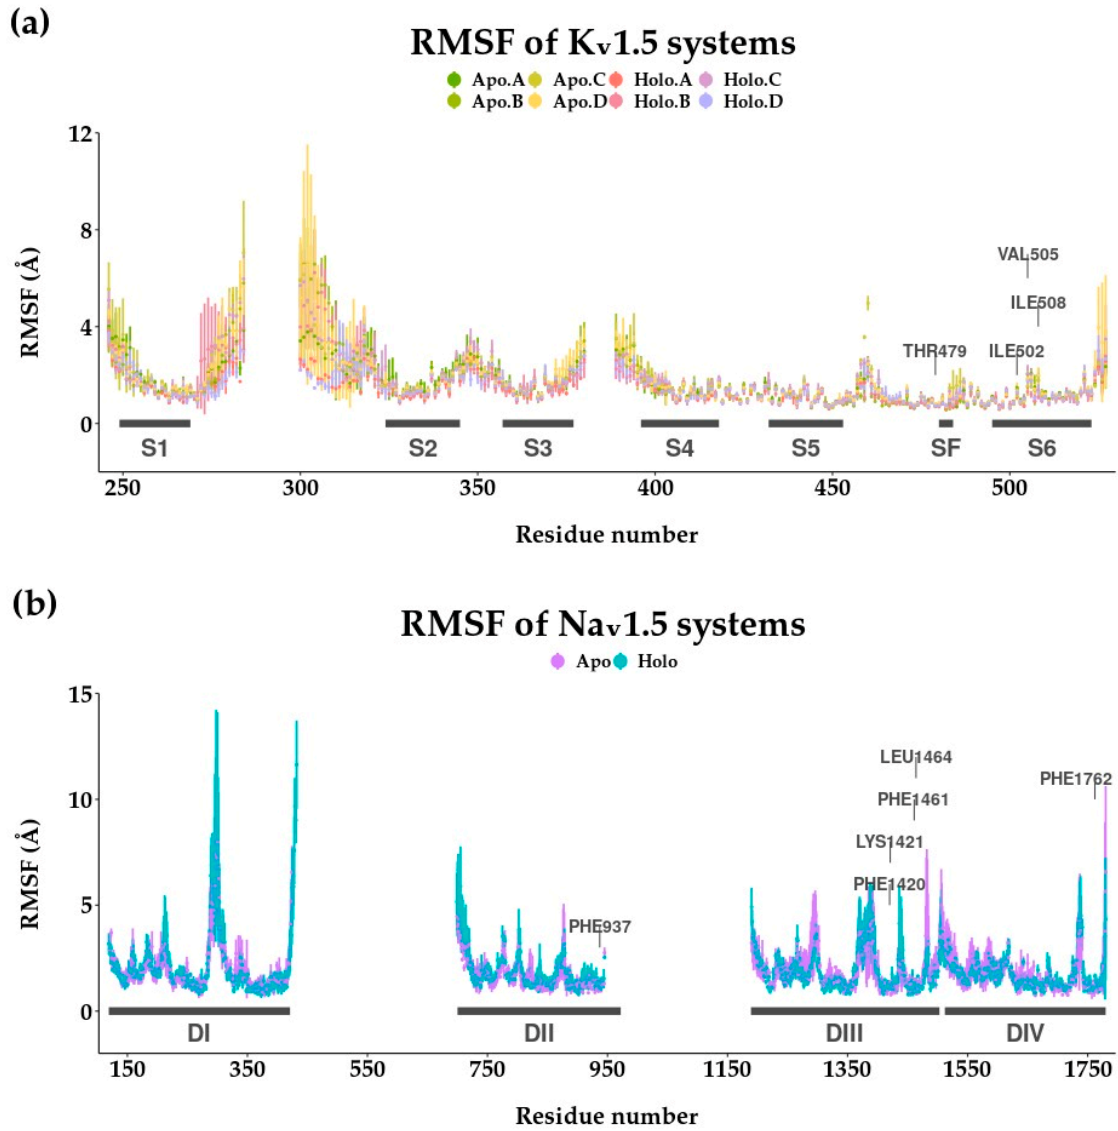 (a)
RMSF of Kv1.5 systems
Apo.A Apo.C Holo.A Holo.C
Apo.B Apo.D Holo.B Holo.D
12
8
4
0
RMSF (Å)
VAL505
ILE508
THR479 ILE502
S1 S2 S3 S4 S5 SF S6
250 300 350 400 450 500
Residue number
(b)
RMSF of Nav1.5 systems
Apo Holo
15
10
5
0
RMSF (Å)
LEU1464
PHE1762
PHE1461
LYS1421
PHE1420
PHE937
DI DII DIII DIV
150 350 550 750 950 1150 1350 1550 1750
Residue number